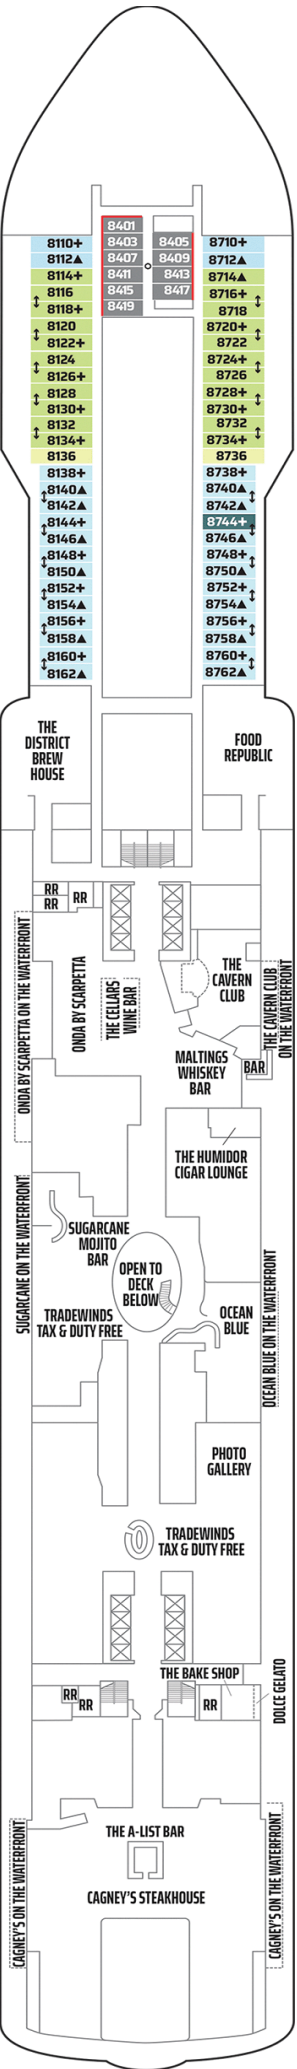 8401
8403
8405
8407
8409
8411
8413
8415
8417
8419
8110+
8112▲
8114+
8116
8118+
8120
8122+
8124
8126+
8128
8130+
8132
8134+
8136
8138+
8140▲
8142▲
8144+
8146▲
8148+
8150▲
8152+
8154▲
8156+
8158▲
8160+
8162▲
8710+
8712▲
8714▲
8716+
8718
8720+
8722
8724+
8726
8728+
8730+
8732
8734+
8736
8738+
8740▲
8742▲
8744+
8746▲
8748+
8750▲
8752+
8754▲
8756+
8758▲
8760+
8762▲
THE
DISTRICT
BREW
HOUSE
FOOD
REPUBLIC
RR
RR
RR
ONDA BY SCARPETTA ON THE WATERFRONT
ONDA BY SCARPETTA
THE CELLARS
WINE BAR
THE
CAVERN
CLUB
THE CAVERN CLUB
ON THE WATERFRONT
MALTINGS
WHISKEY
BAR
BAR
THE HUMIDOR
CIGAR LOUNGE
SUGARCANE ON THE WATERFRONT
SUGARCANE
MOJITO
BAR
OPEN TO
DECK
BELOW
TRADEWINDS
TAX & DUTY FREE
OCEAN
BLUE
OCEAN BLUE ON THE WATERFRONT
PHOTO
GALLERY
TRADEWINDS
TAX & DUTY FREE
THE BAKE SHOP
DOLCE GELATO
RR
RR
RR
THE A-LIST BAR
CAGNEY'S STEAKHOUSE
CAGNEY'S ON THE WATERFRONT
CAGNEY'S ON THE WATERFRONT